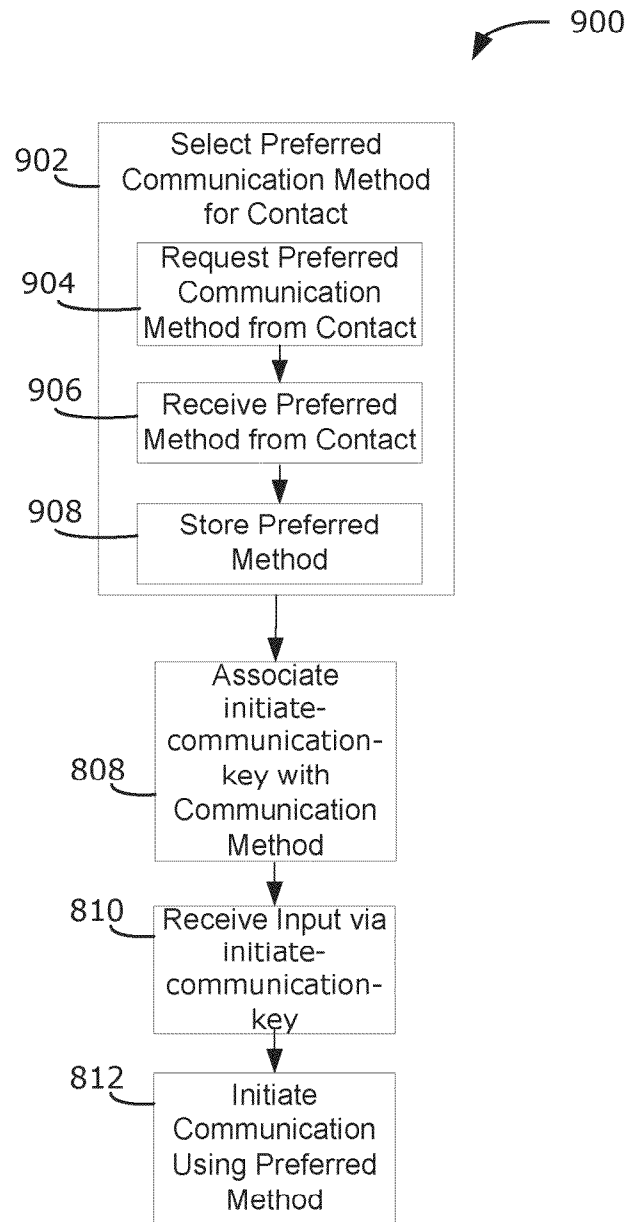 900
902
Select Preferred
Communication Method
for Contact
904
Request Preferred
Communication
Method from Contact
906
Receive Preferred
Method from Contact
908
Store Preferred
Method
808
Associate
initiate-
communication-
key with
Communication
Method
810
Receive Input via
initiate-
communication-
key
812
Initiate
Communication
Using Preferred
Method